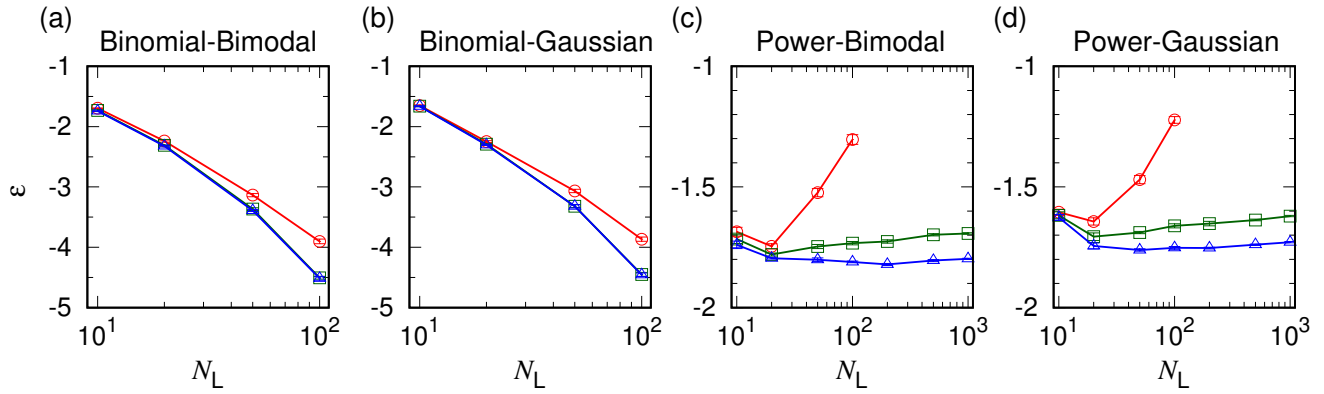 (a) (b) (c) (d)
Binomial-Bimodal Binomial-Gaussian Power-Bimodal Power-Gaussian
-1 -1 -1 -1
-2 -2
-3 -3 -1.5 -1.5
-4 -4
-5 -5 -2 -2
ε
10^1 10^2 10^1 10^2 10^1 10^2 10^3 10^1 10^2 10^3
N_L N_L N_L N_L